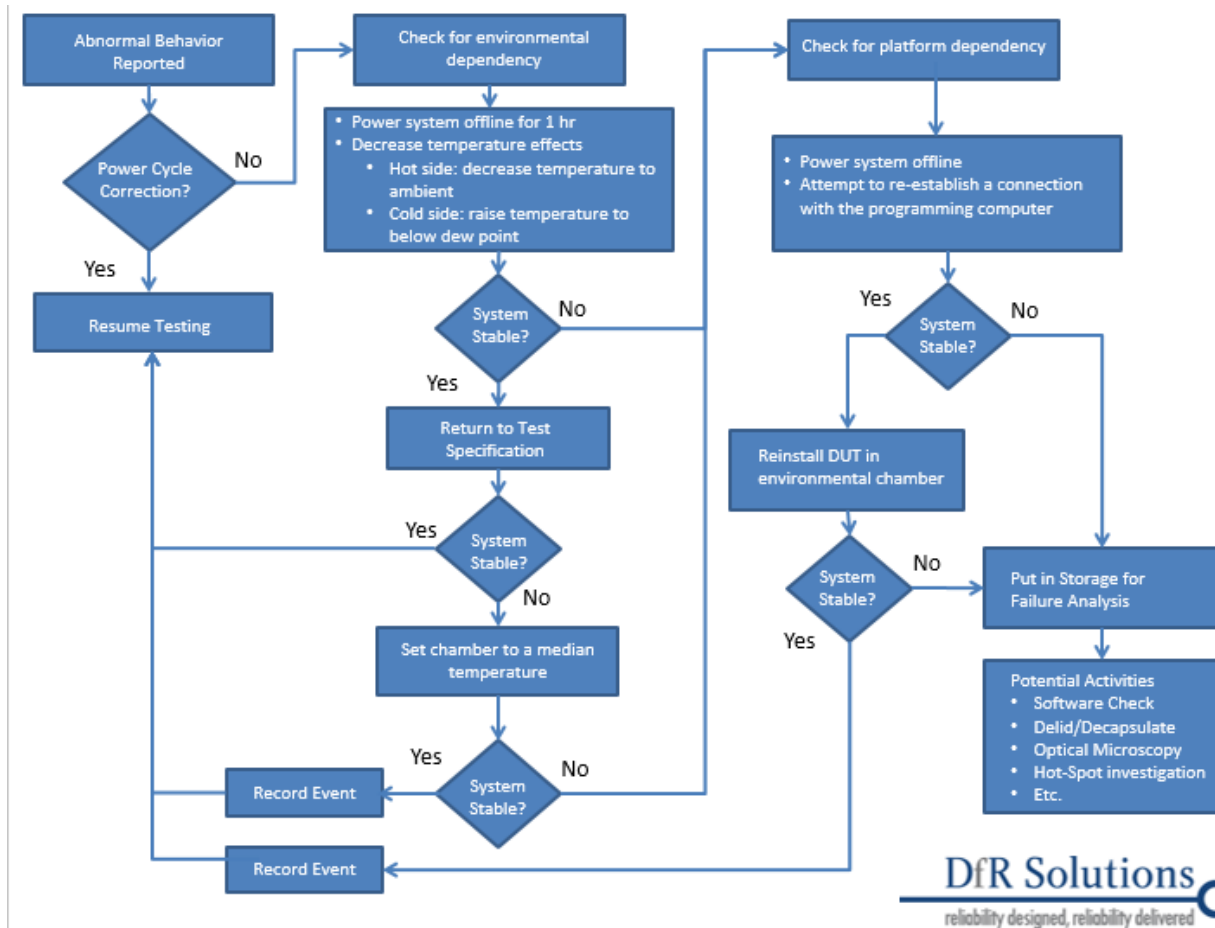 Abnormal Behavior
Reported
Power Cycle
Correction?
No
Yes
Resume Testing
Check for environmental
dependency
• Power system offline for 1 hr
• Decrease temperature effects
• Hot side: decrease temperature to
ambient
• Cold side: raise temperature to
below dew point
System
Stable?
No
Yes
Return to Test
Specification
System
Stable?
Yes
No
Set chamber to a median
temperature
System
Stable?
Yes
No
Record Event
Record Event
Check for platform dependency
• Power system offline
• Attempt to re-establish a connection
with the programming computer
System
Stable?
Yes
No
Reinstall DUT in
environmental chamber
System
Stable?
No
Yes
Put in Storage for
Failure Analysis
Potential Activities
• Software Check
• Delid/Decapsulate
• Optical Microscopy
• Hot-Spot investigation
• Etc.
DfR Solutions
reliability designed, reliability delivered